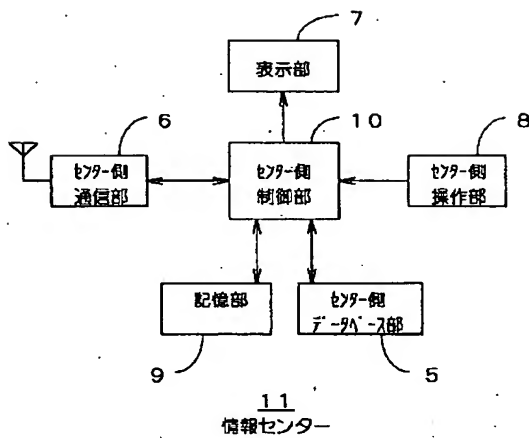 7
表示部
6
10
8
センター側
通信部
センター側
制御部
センター側
操作部
記憶部
センター側
データベース部
9
5
11
情報センター